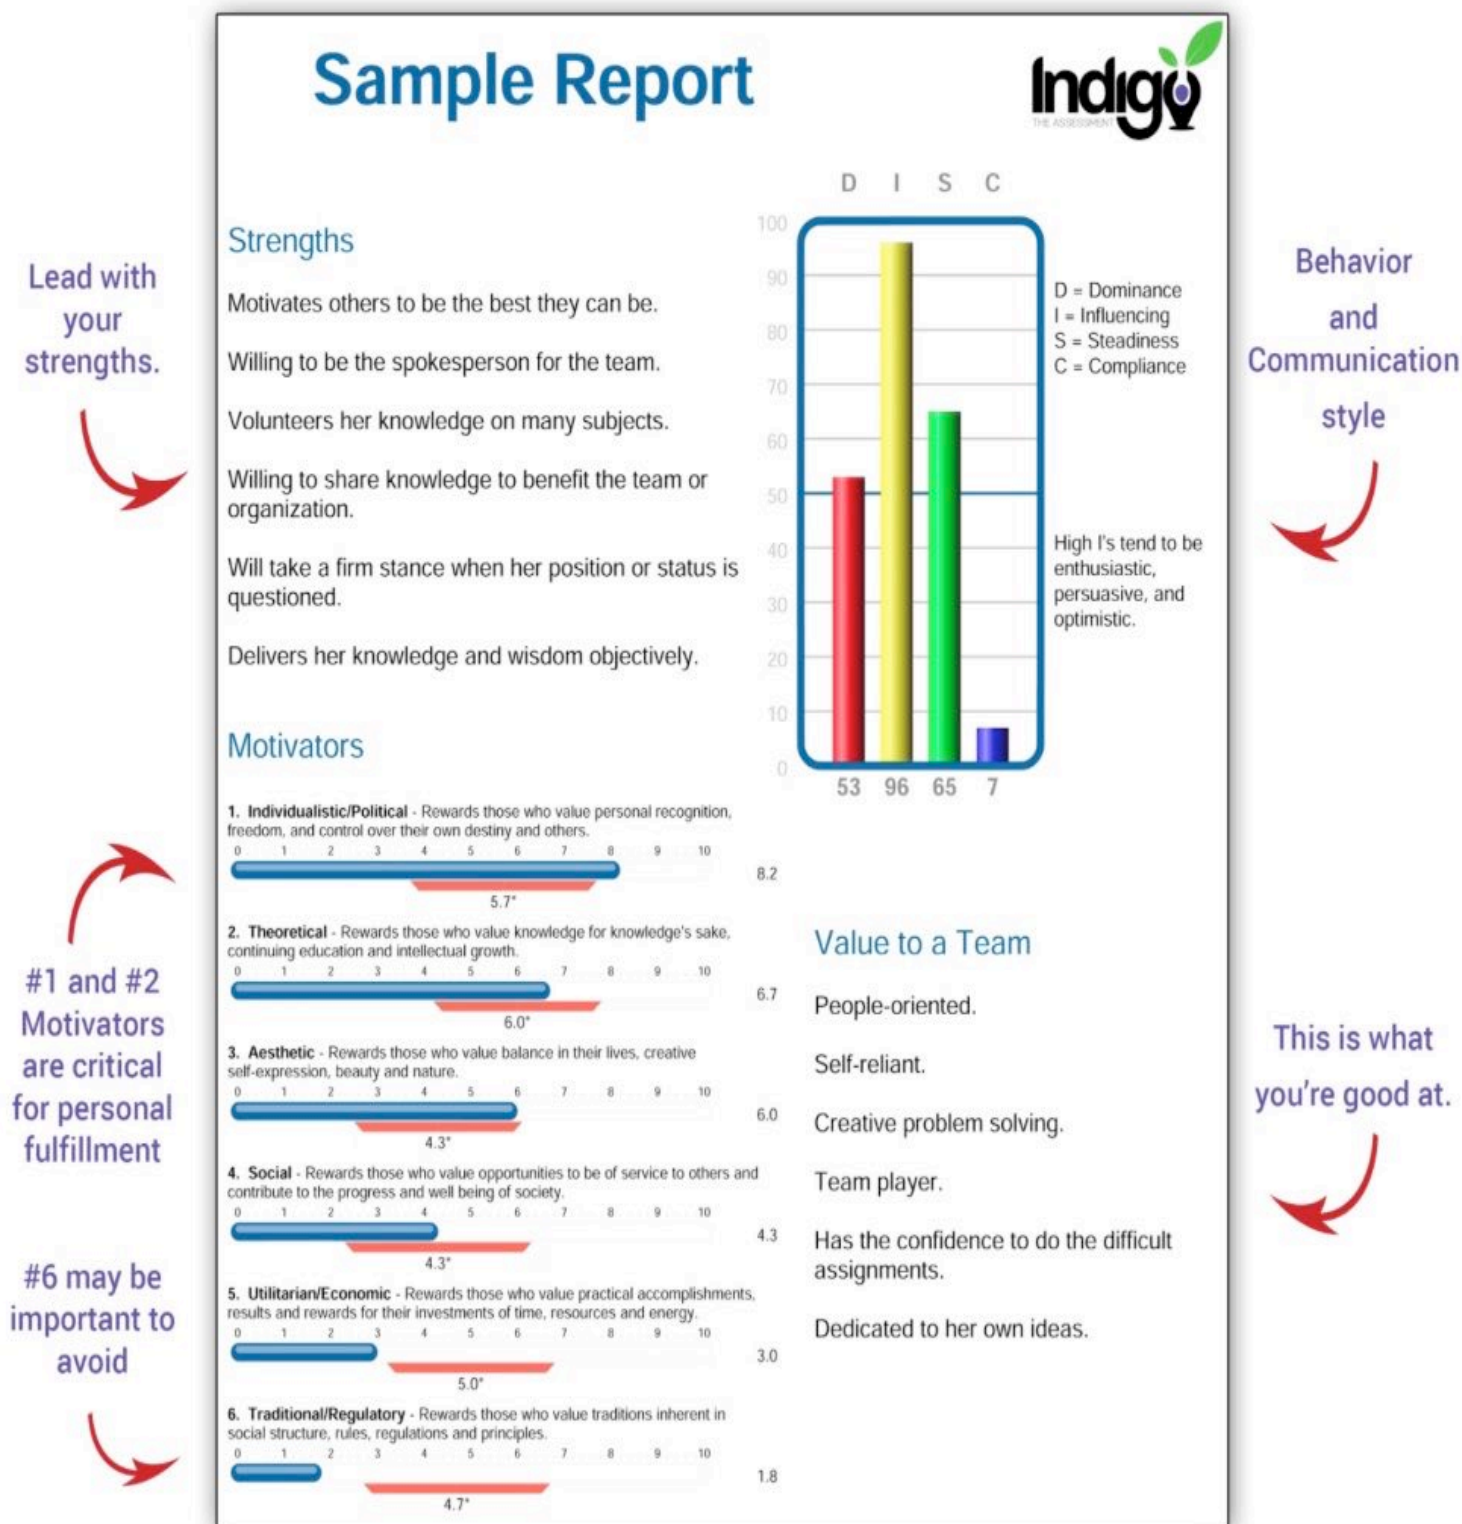 Sample Report
Indigo
THE ASSESSMENT
Lead with
your
strengths.
Strengths
Motivates others to be the best they can be.
Willing to be the spokesperson for the team.
Volunteers her knowledge on many subjects.
Willing to share knowledge to benefit the team or
organization.
Will take a firm stance when her position or status is
questioned.
Delivers her knowledge and wisdom objectively.
D I S C
100
90
80
70
60
50
40
30
20
10
0
53 96 65 7
D = Dominance
I = Influencing
S = Steadiness
C = Compliance
High I's tend to be
enthusiastic,
persuasive, and
optimistic.
Behavior
and
Communication
style
Motivators
1. Individualistic/Political - Rewards those who value personal recognition,
freedom, and control over their own destiny and others.
0 1 2 3 4 5 6 7 8 9 10
8.2
5.7*
2. Theoretical - Rewards those who value knowledge for knowledge's sake,
continuing education and intellectual growth.
0 1 2 3 4 5 6 7 8 9 10
6.7
6.0*
3. Aesthetic - Rewards those who value balance in their lives, creative
self-expression, beauty and nature.
0 1 2 3 4 5 6 7 8 9 10
6.0
4.3*
4. Social - Rewards those who value opportunities to be of service to others and
contribute to the progress and well being of society.
0 1 2 3 4 5 6 7 8 9 10
4.3
4.3*
5. Utilitarian/Economic - Rewards those who value practical accomplishments,
results and rewards for their investments of time, resources and energy.
0 1 2 3 4 5 6 7 8 9 10
3.0
5.0*
6. Traditional/Regulatory - Rewards those who value traditions inherent in
social structure, rules, regulations and principles.
0 1 2 3 4 5 6 7 8 9 10
1.8
4.7*
#1 and #2
Motivators
are critical
for personal
fulfillment
#6 may be
important to
avoid
Value to a Team
People-oriented.
Self-reliant.
Creative problem solving.
Team player.
Has the confidence to do the difficult
assignments.
Dedicated to her own ideas.
This is what
you're good at.